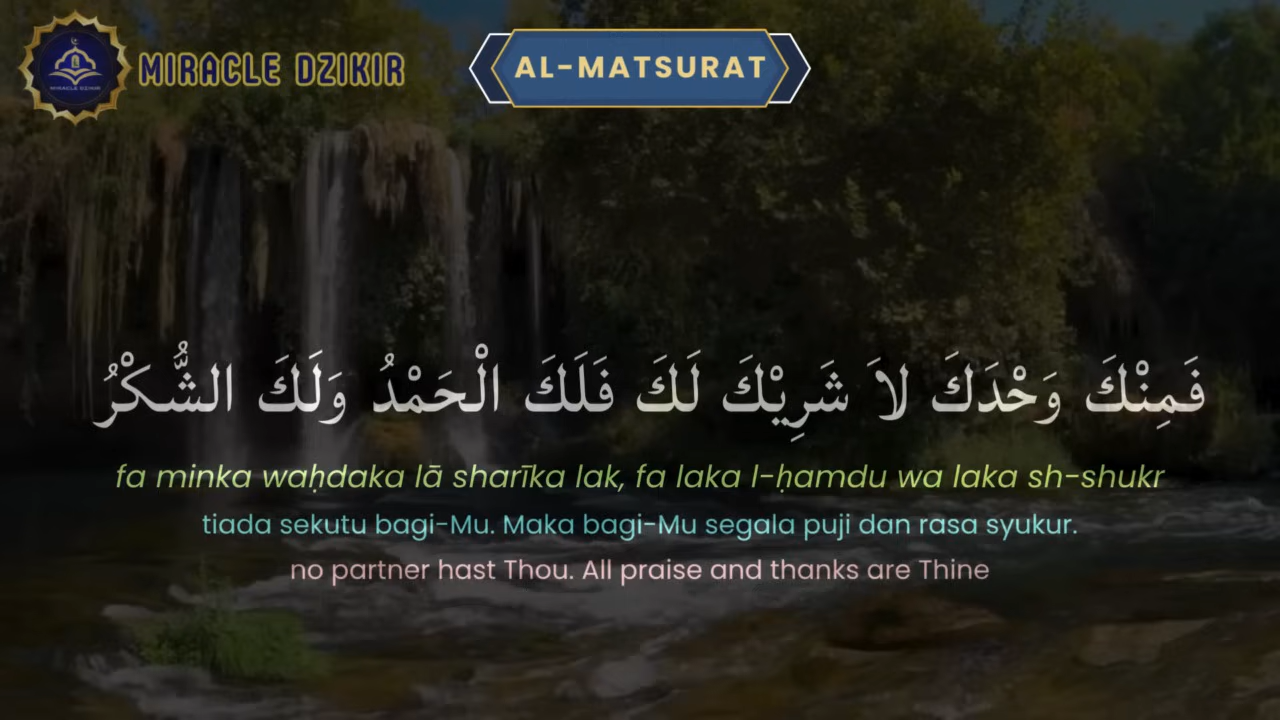 MIRACLE DZIKIR
AL-MATSURAT
فَمِنْكَ وَحْدَكَ لاَ شَرِيْكَ لَكَ فَلَكَ الْحَمْدُ وَلَكَ الشُّكْرُ
fa minka waḥdaka lā sharīka lak, fa laka l-ḥamdu wa laka sh-shukr
tiada sekutu bagi-Mu. Maka bagi-Mu segala puji dan rasa syukur.
no partner hast Thou. All praise and thanks are Thine